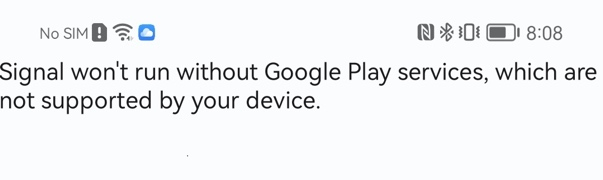 No SIM 8:08
Signal won't run without Google Play services, which are
not supported by your device.